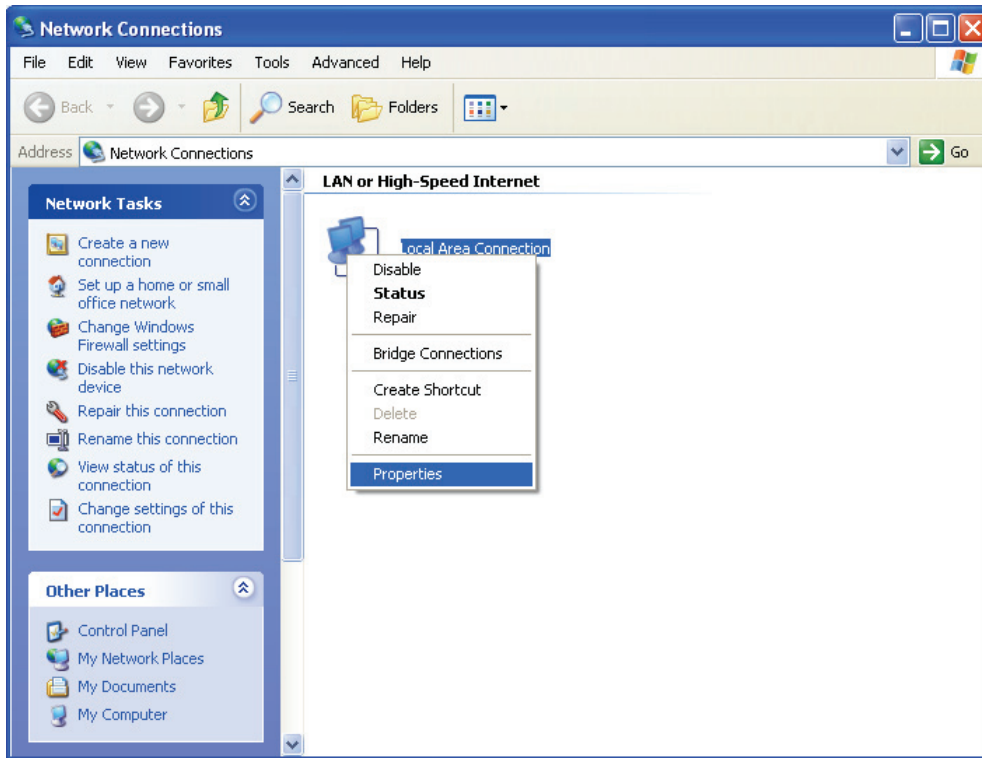 Network Connections
File Edit View Favorites Tools Advanced Help
Back Search Folders
Address Network Connections Go
Network Tasks
Create a new
connection
Set up a home or small
office network
Change Windows
Firewall settings
Disable this network
device
Repair this connection
Rename this connection
View status of this
connection
Change settings of this
connection
Other Places
Control Panel
My Network Places
My Documents
My Computer
LAN or High-Speed Internet
Local Area Connection
Disable
Status
Repair
Bridge Connections
Create Shortcut
Delete
Rename
Properties